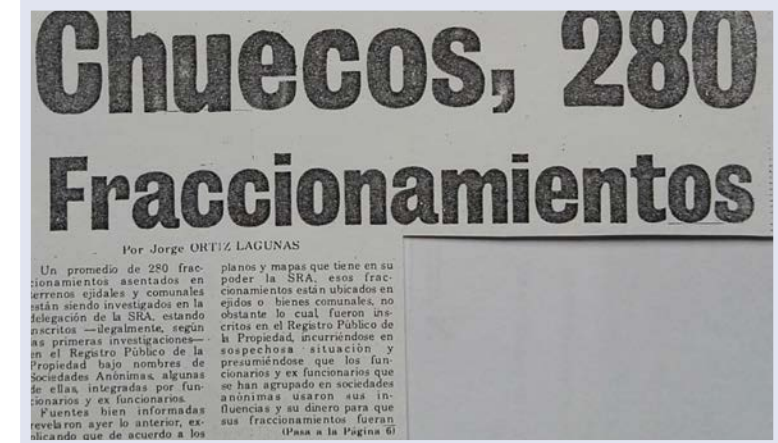 Chuecos, 280
Fraccionamientos
Por Jorge ORTIZ LAGUNAS
Un promedio de 280 frac-
cionamientos asentados en
terrenos ejidales y comunales
están siendo investigados en la
delegación de la SRA, estando
inscritos —ilegalmente, según
las primeras investigaciones—
en el Registro Público de la
Propiedad bajo nombres de
Sociedades Anónimas, algunas
de ellas, integradas por fun-
cionarios y ex funcionarios.
Fuentes bien informadas
revelaron ayer lo anterior, ex-
plicando que de acuerdo a los
planos y mapas que tiene en su
poder la SRA, esos frac-
cionamientos están ubicados en
ejidos o bienes comunales, no
obstante lo cual fueron ins-
critos en el Registro Público de
la Propiedad, incurriéndose en
sospechosa situación y
presumiéndose que los fun-
cionarios y ex funcionarios que
se han agrupado en sociedades
anónimas usaron sus in-
fluencias y su dinero para que
sus fraccionamientos fueran
(Pasa a la Página 6)